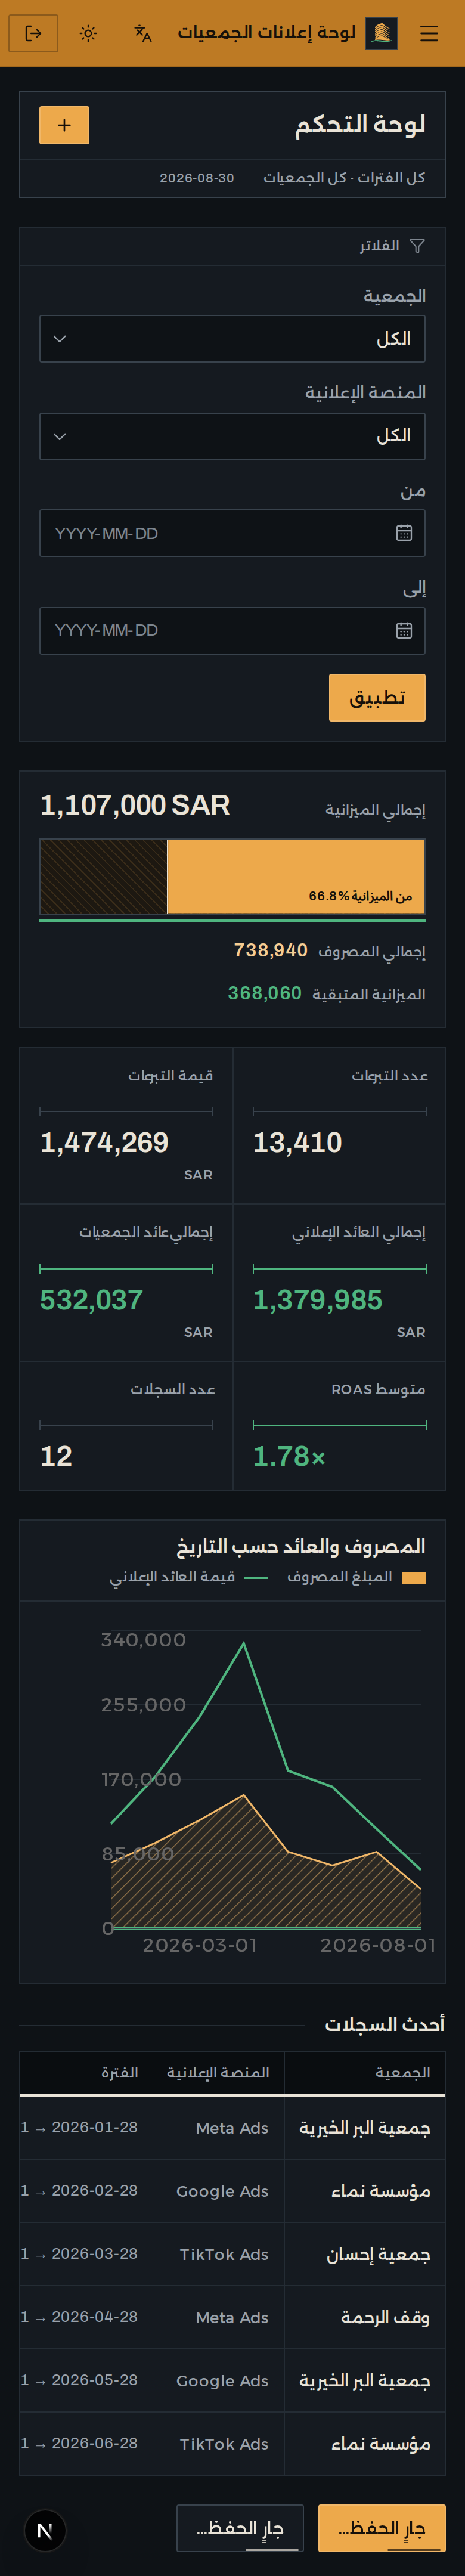 لوحة إعلانات الجمعيات
لوحة التحكم
+
كل الفترات · كل الجمعيات 2026-08-30
الفلاتر
الجمعية
الكل
المنصة الإعلانية
الكل
من
YYYY-MM-DD
إلى
YYYY-MM-DD
تطبيق
إجمالي الميزانية 1,107,000 SAR
66.8% من الميزانية
إجمالي المصروف 738,940
الميزانية المتبقية 368,060
عدد التبرعات
13,410
قيمة التبرعات
1,474,269
SAR
إجمالي العائد الإعلاني
1,379,985
SAR
إجمالي عائد الجمعيات
532,037
SAR
متوسط ROAS
1.78×
عدد السجلات
12
المصروف والعائد حسب التاريخ
المبلغ المصروف قيمة العائد الإعلاني
340,000
255,000
170,000
85,000
0
2026-03-01 2026-08-01
أحدث السجلات
الجمعية المنصة الإعلانية الفترة
جمعية البر الخيرية Meta Ads 1 → 2026-01-28
مؤسسة نماء Google Ads 1 → 2026-02-28
جمعية إحسان TikTok Ads 1 → 2026-03-28
وقف الرحمة Meta Ads 1 → 2026-04-28
جمعية البر الخيرية Google Ads 1 → 2026-05-28
مؤسسة نماء TikTok Ads 1 → 2026-06-28
جارٍ الحفظ... جارٍ الحفظ...
N